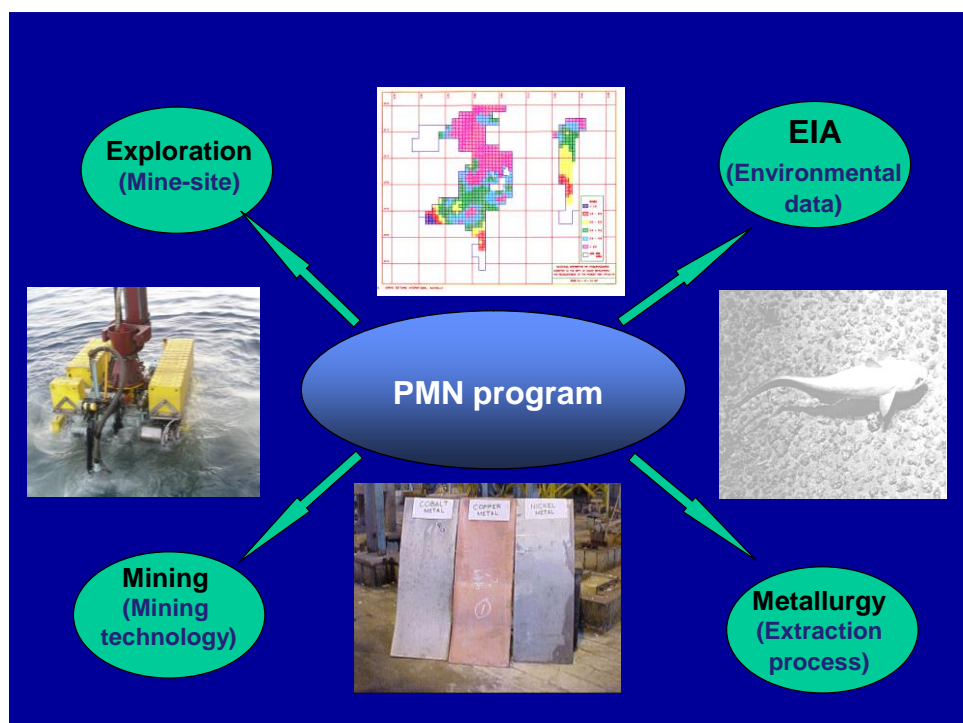 Exploration
(Mine-site)
EIA
(Environmental
data)
PMN program
COBALT
METAL
COPPER
METAL
NICKEL
METAL
Mining
(Mining
technology)
Metallurgy
(Extraction
process)